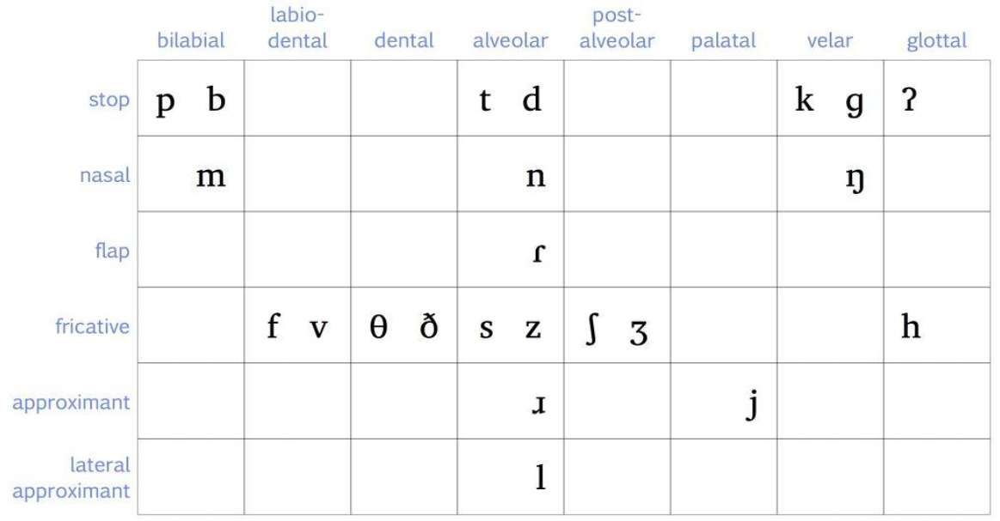 labio-
post-
bilabial dental dental alveolar alveolar palatal velar glottal
stop p b t d k ɡ ʔ
nasal m n ŋ
flap ɾ
fricative f v θ ð s z ʃ ʒ h
approximant ɹ j
lateral
approximant l